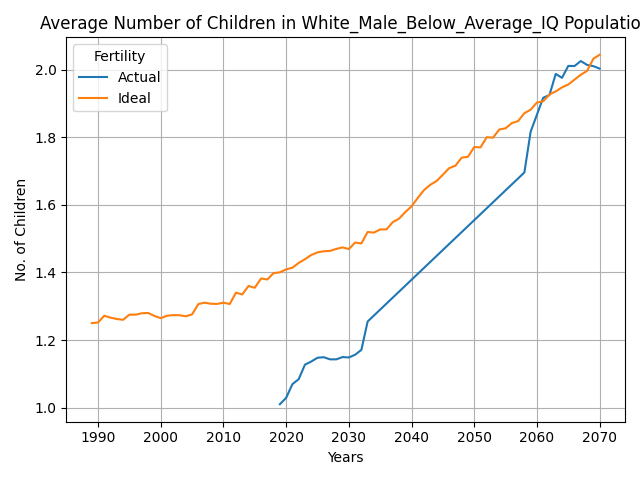 Average Number of Children in White_Male_Below_Average_IQ Populatio
Fertility
Actual
Ideal
No. of Children
2.0
1.8
1.6
1.4
1.2
1.0
1990 2000 2010 2020 2030 2040 2050 2060 2070
Years